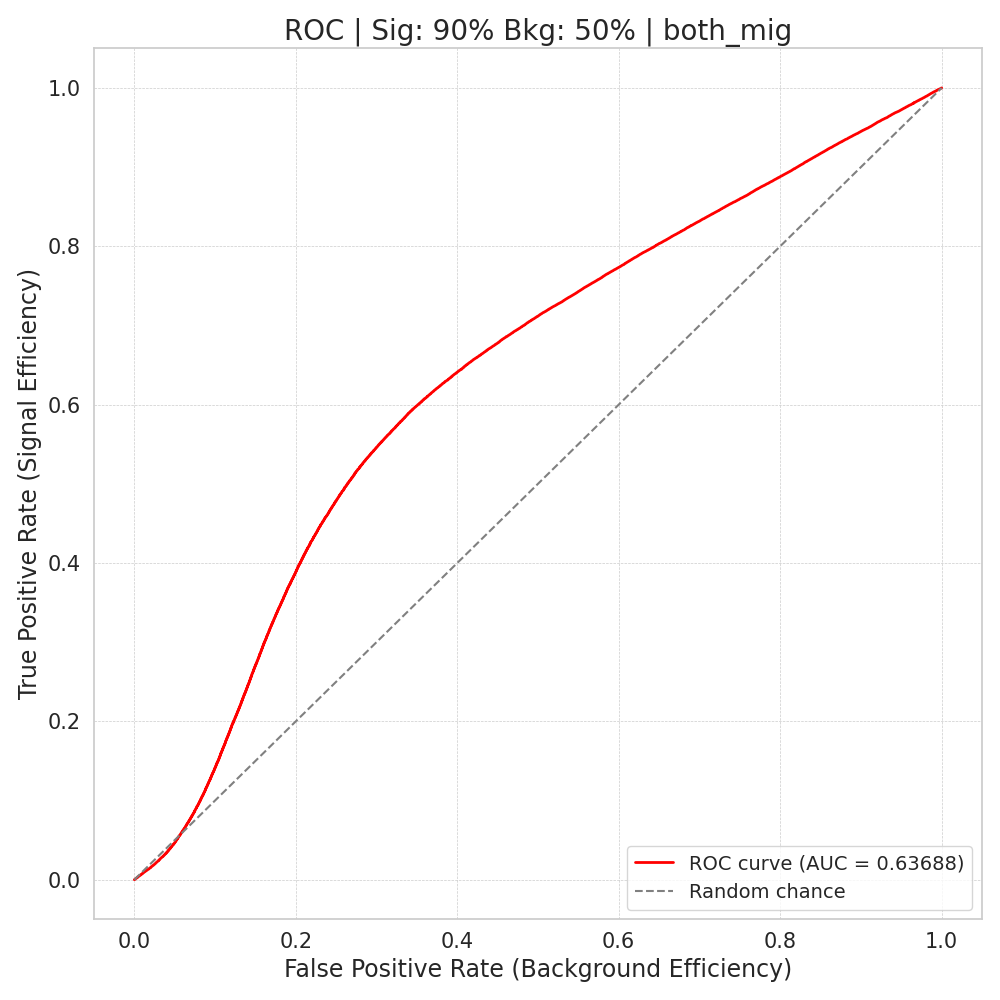 ROC | Sig: 90% Bkg: 50% | both_mig
True Positive Rate (Signal Efficiency)
1.0
0.8
0.6
0.4
0.2
0.0
ROC curve (AUC = 0.63688)
Random chance
0.0 0.2 0.4 0.6 0.8 1.0
False Positive Rate (Background Efficiency)